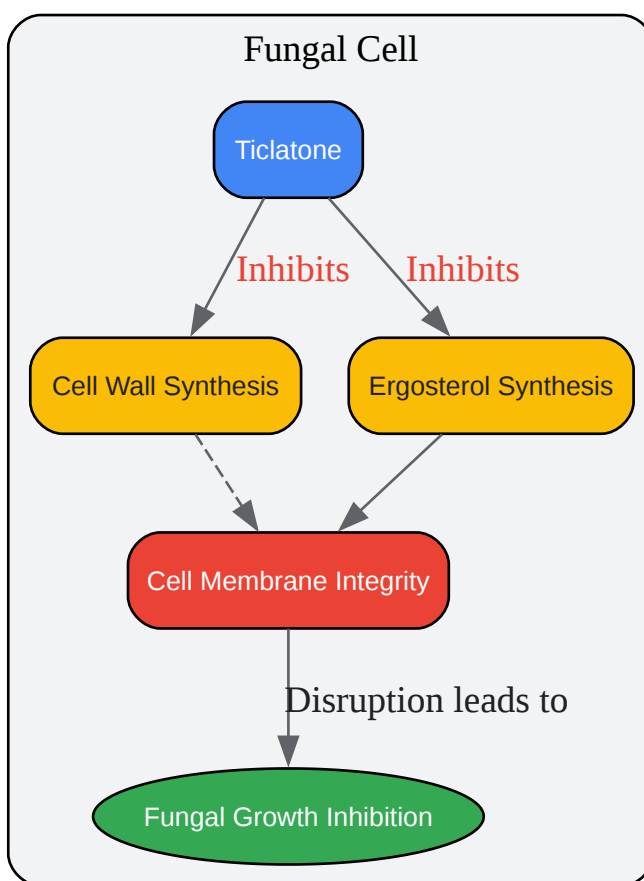 Fungal Cell
Ticlatone
Inhibits
Inhibits
Cell Wall Synthesis
Ergosterol Synthesis
Cell Membrane Integrity
Disruption leads to
Fungal Growth Inhibition